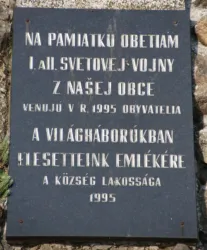 NA PAMIATKU OBETIAM
I. A II. SVETOVEJ VOJNY
Z NAŠEJ OBCE
VENUJÚ V R. 1995 OBYVATELIA
A VILÁGHÁBORÚKBAN
ELESETTEINK EMLÉKÉRE
A KÖZSÉG LAKOSSÁGA
1995